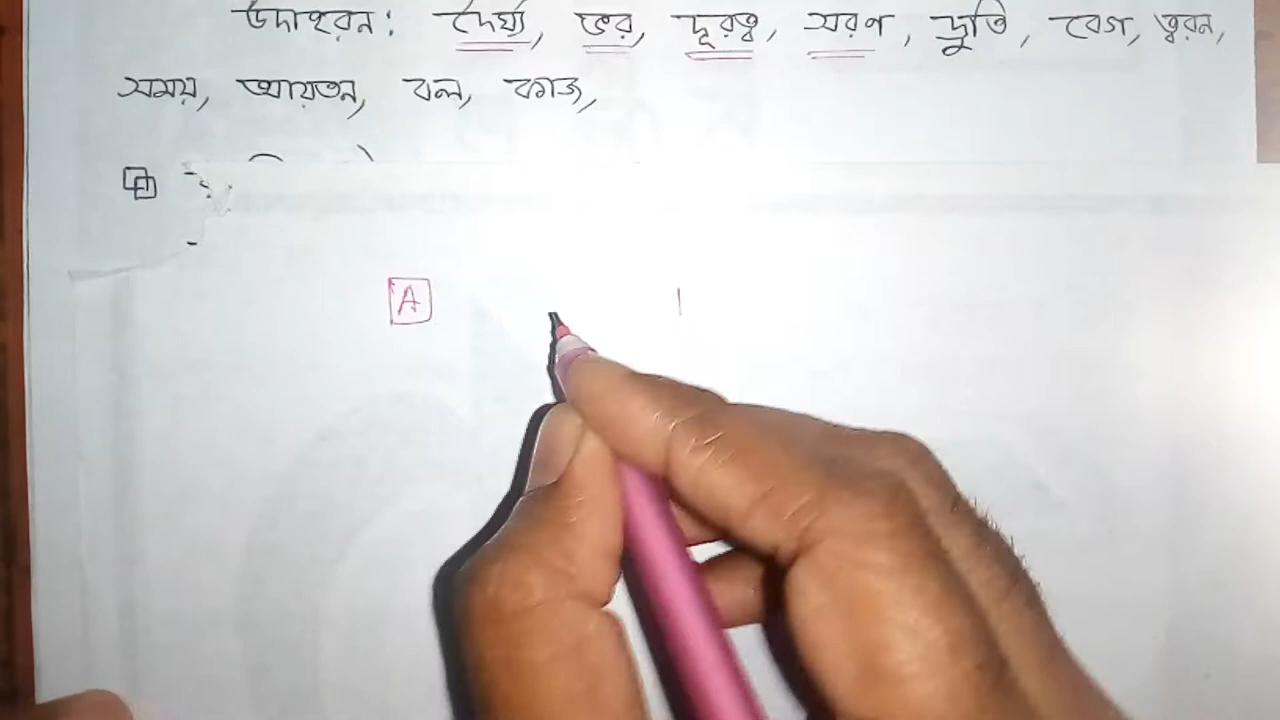 উদাহরন: দৈর্ঘ্য, ভর, দূরত্ব, সরণ, দ্রুতি, বেগ, ত্বরন,
সময়, আয়তন, বল, কাজ,
A